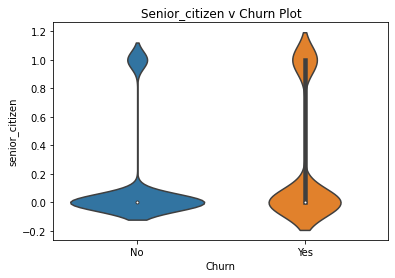 Senior_citizen v Churn Plot
senior_citizen
1.2
1.0
0.8
0.6
0.4
0.2
0.0
−0.2
No
Yes
Churn